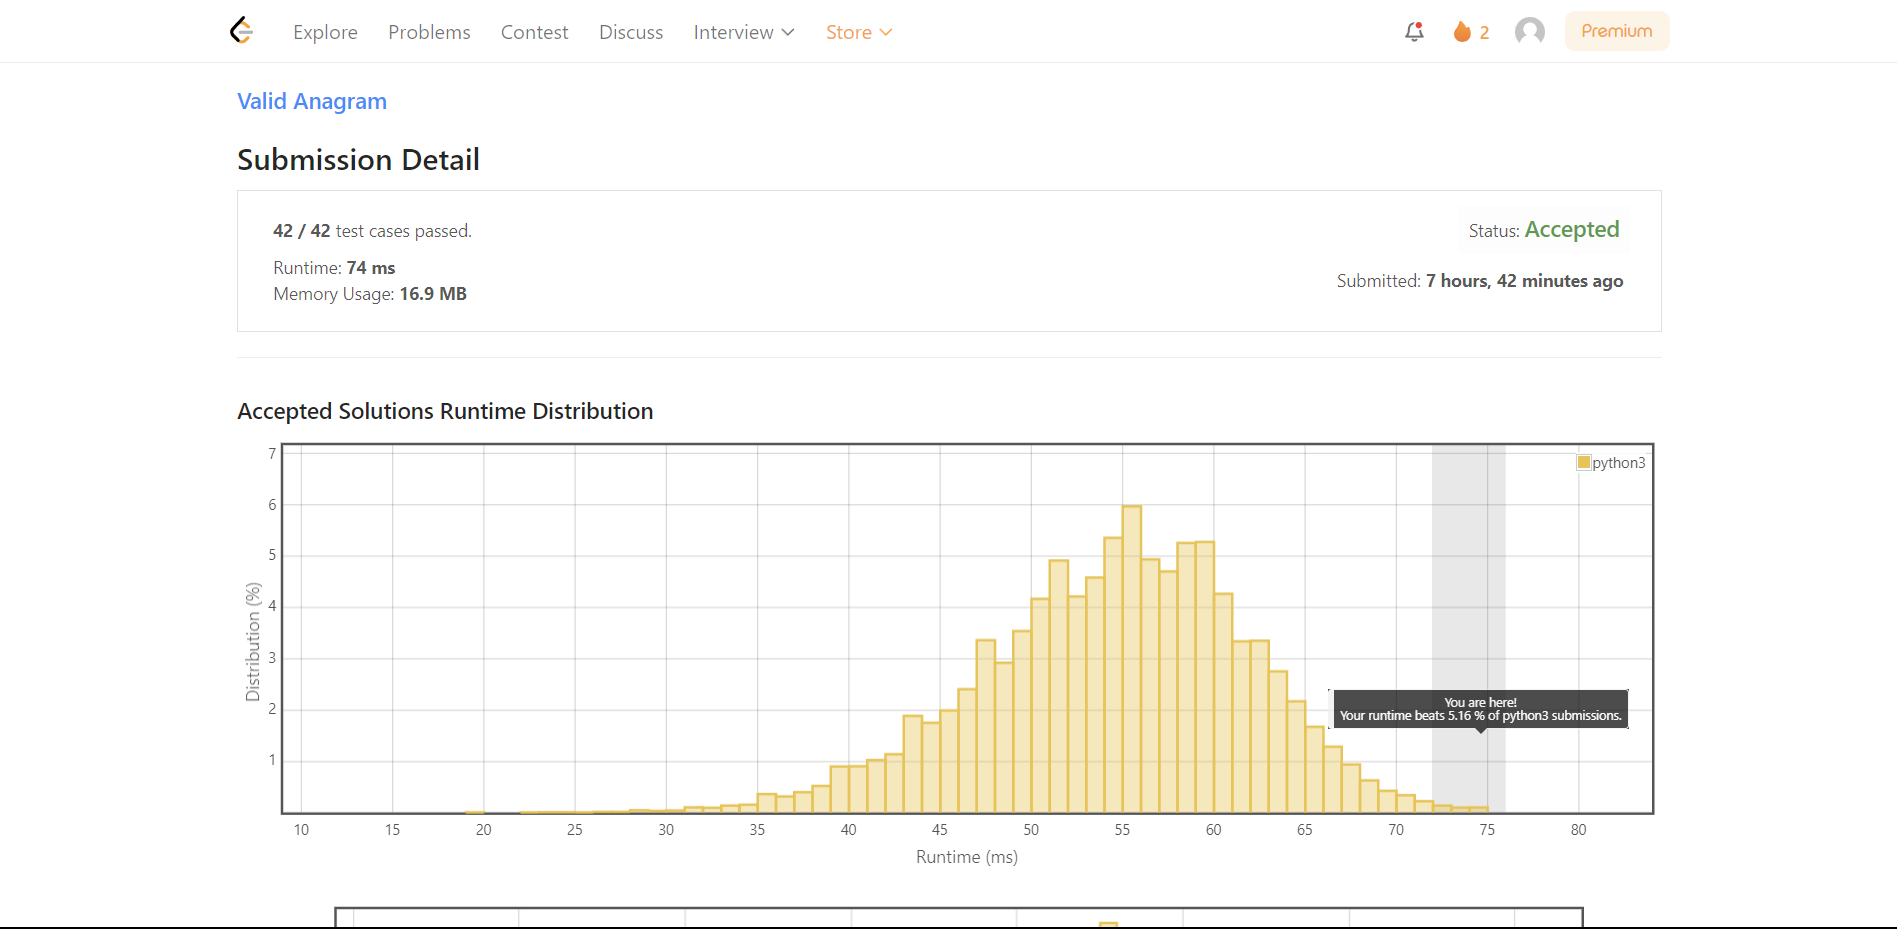 Explore Problems Contest Discuss Interview Store 2 Premium
Valid Anagram
Submission Detail
42 / 42 test cases passed.
Status: Accepted
Runtime: 74 ms
Submitted: 7 hours, 42 minutes ago
Memory Usage: 16.9 MB
Accepted Solutions Runtime Distribution
python3
7
6
5
4
3
2
1
Distribution (%)
You are here!
Your runtime beats 5.16 % of python3 submissions.
10 15 20 25 30 35 40 45 50 55 60 65 70 75 80
Runtime (ms)